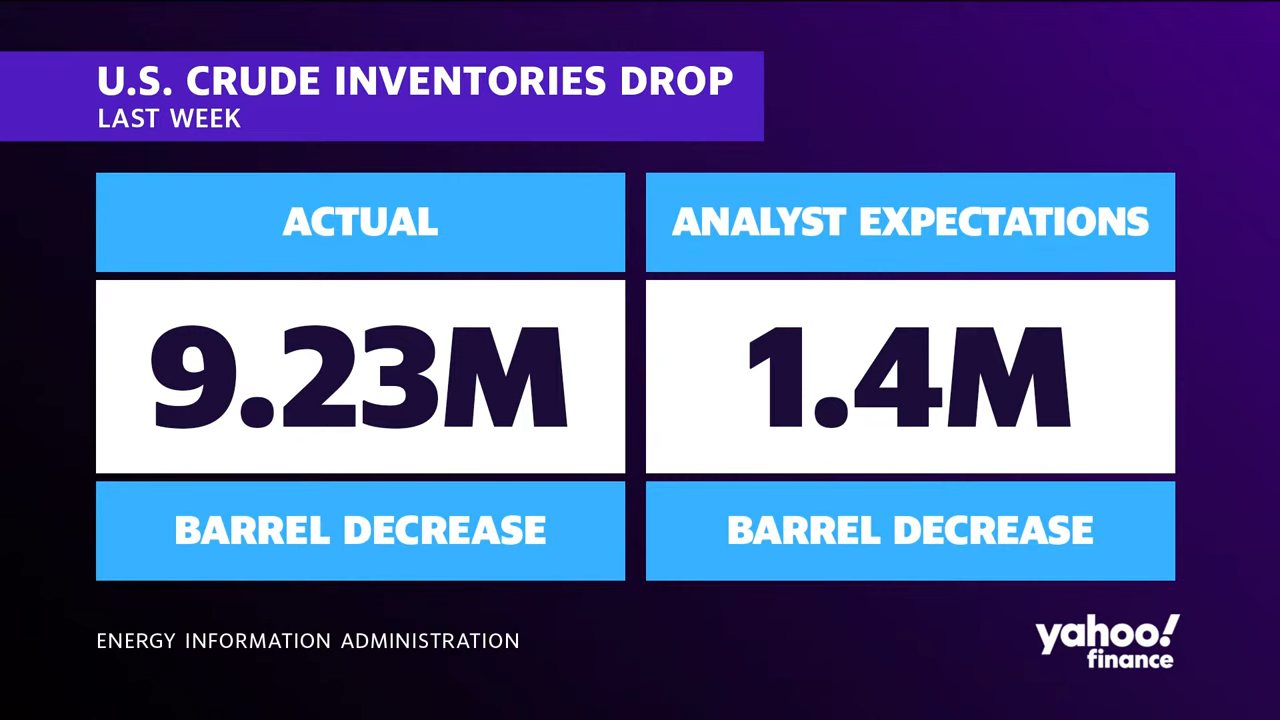 U.S. CRUDE INVENTORIES DROP
LAST WEEK
ACTUAL
9.23M
BARREL DECREASE
ANALYST EXPECTATIONS
1.4M
BARREL DECREASE
ENERGY INFORMATION ADMINISTRATION
yahoo!
finance